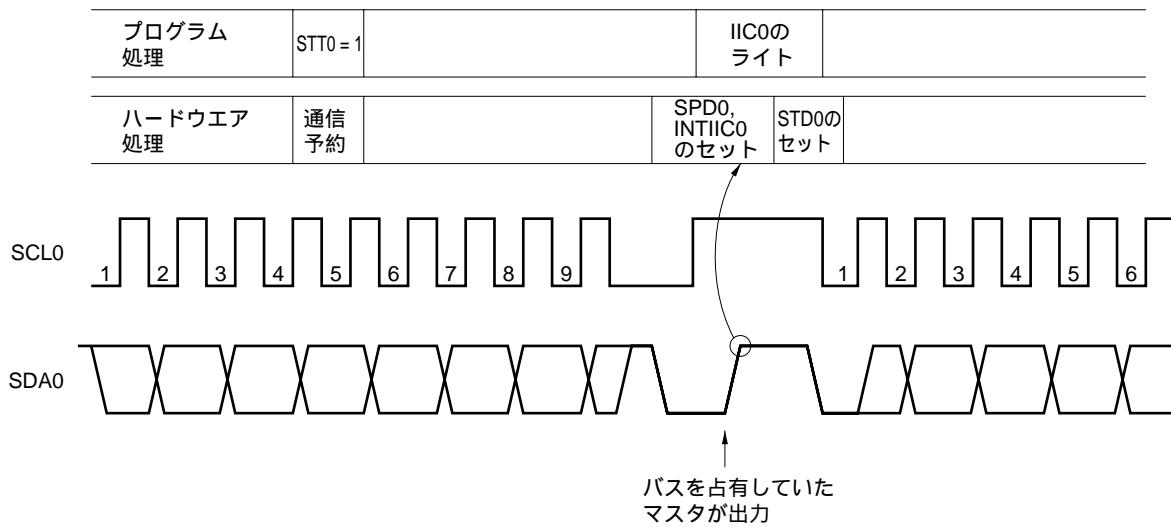 プログラム
処理
STT0 = 1
IIC0の
ライト
ハードウエア
処理
通信
予約
SPD0,
INTIIC0
のセット
STD0の
セット
SCL0
1 2 3 4 5 6 7 8 9 1 2 3 4 5 6
SDA0
バスを占有していた
マスタが出力